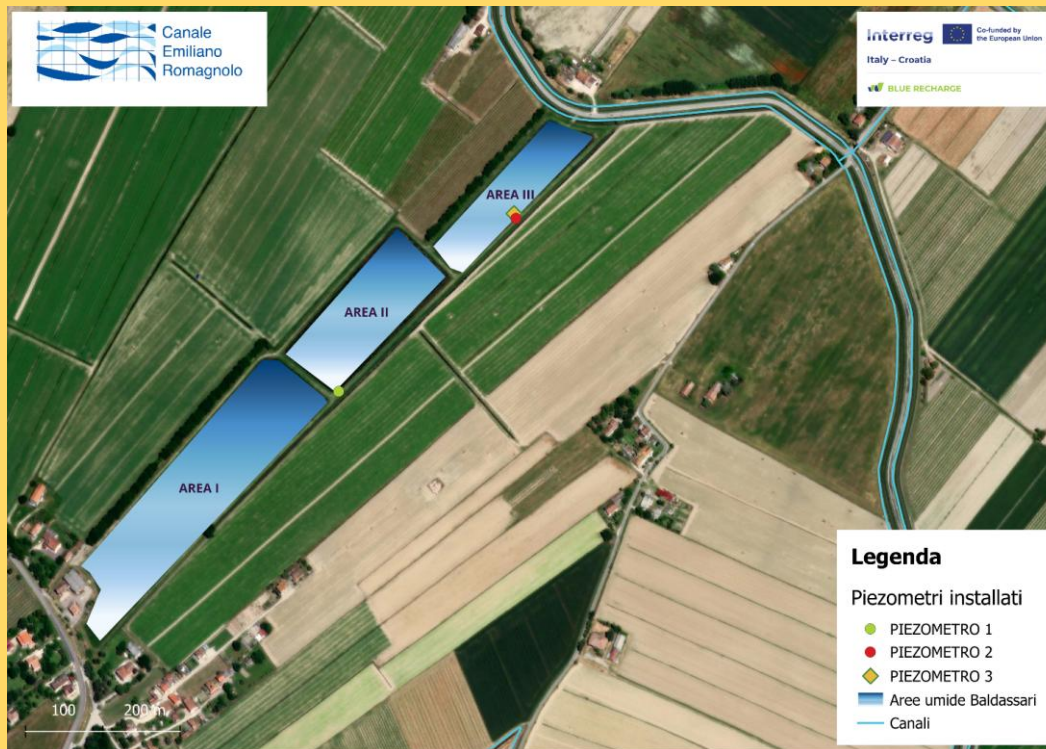 Canale
Emiliano
Romagnolo
Interreg
Co-funded by
the European Union
Italy – Croatia
BLUE RECHARGE
AREA III
AREA II
AREA I
100
200 m
Legenda
Piezometri installati
PIEZOMETRO 1
PIEZOMETRO 2
PIEZOMETRO 3
Aree umide Baldassari
Canali